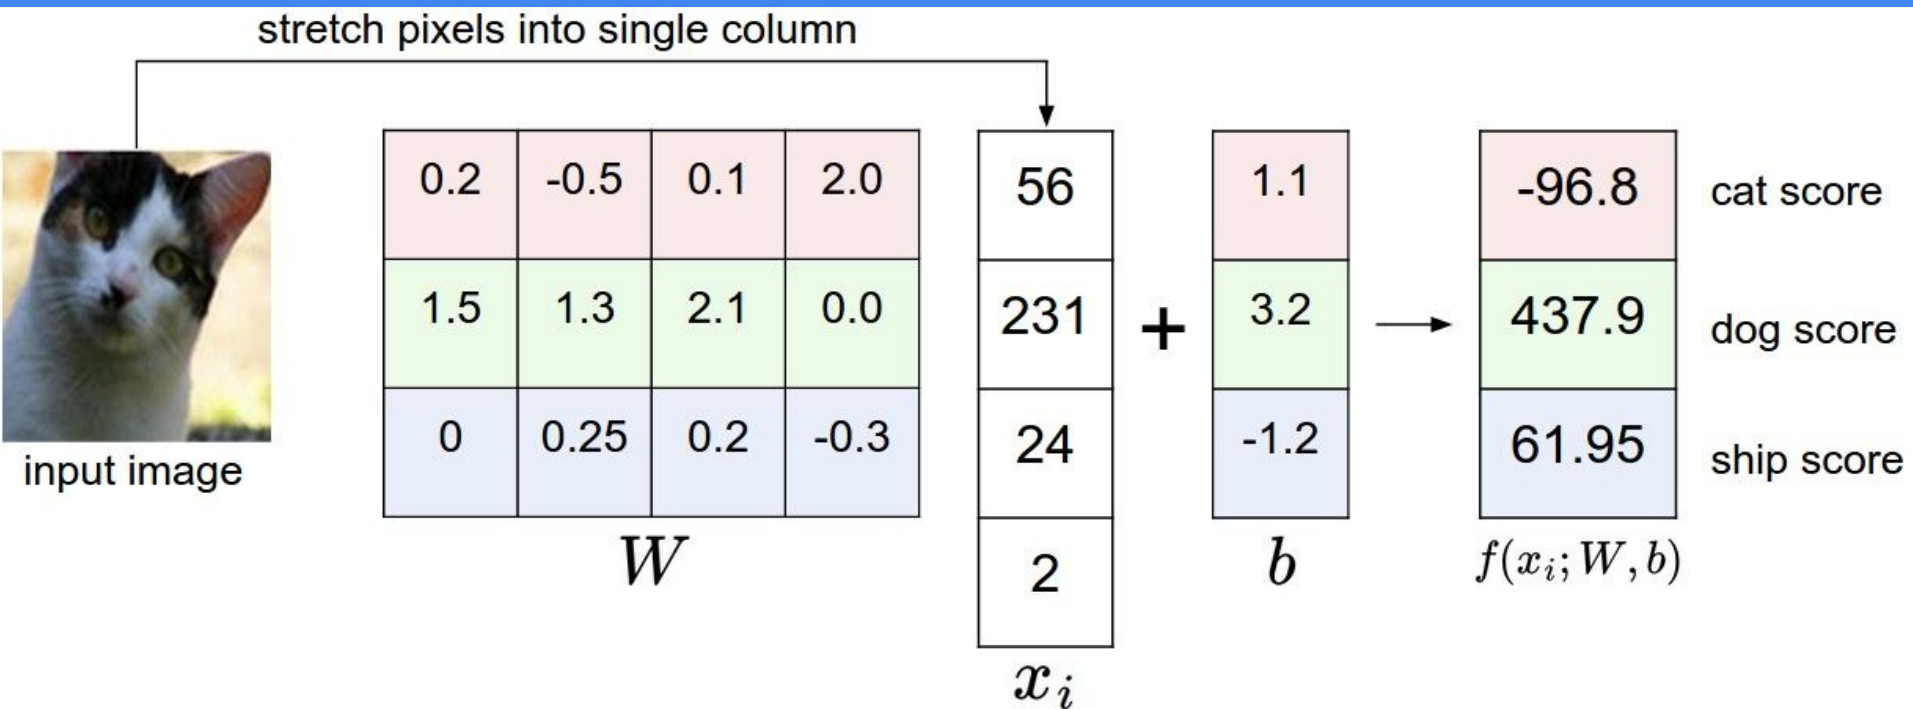 stretch pixels into single column
0.2 -0.5 0.1 2.0 56 1.1 -96.8 cat score
1.5 1.3 2.1 0.0 231 + 3.2 437.9 dog score
0 0.25 0.2 -0.3 24 -1.2 61.95 ship score
input image
W 2 b f(x_i; W, b)
x_i